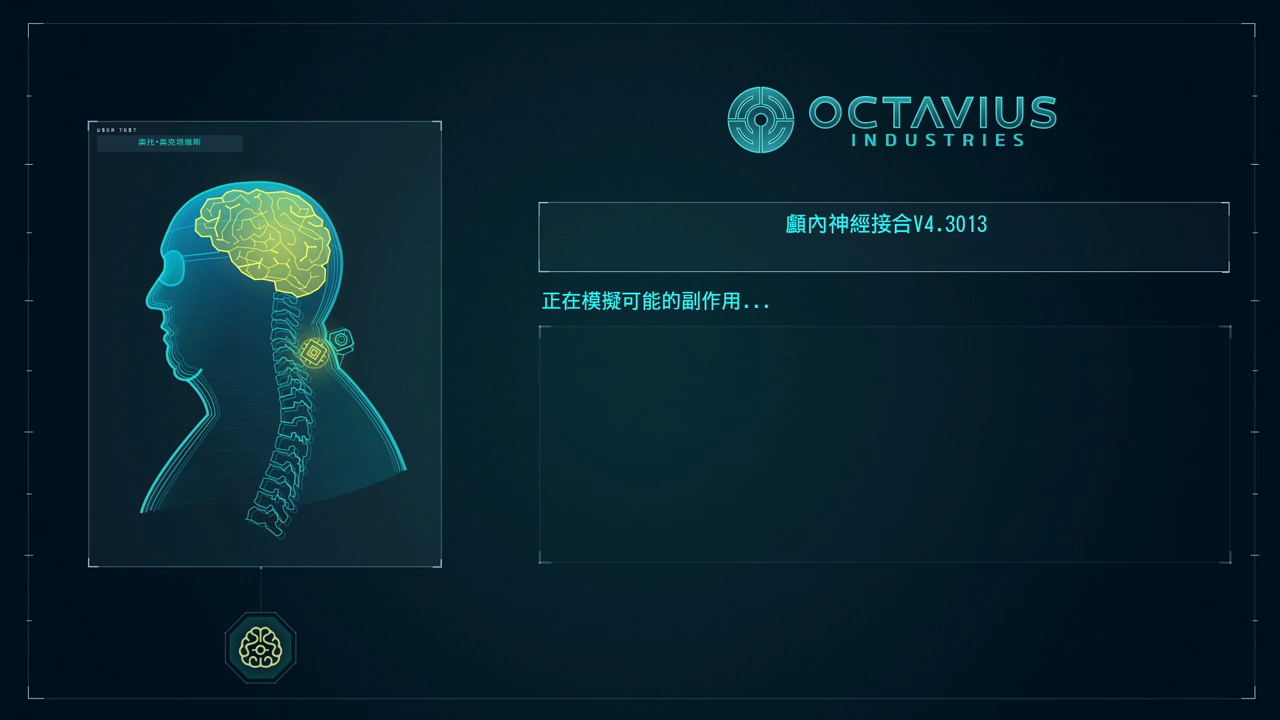 USER TEST
奧托·奧克塔維斯
OCTAVIUS
INDUSTRIES
顱內神經接合V4.3013
正在模擬可能的副作用...